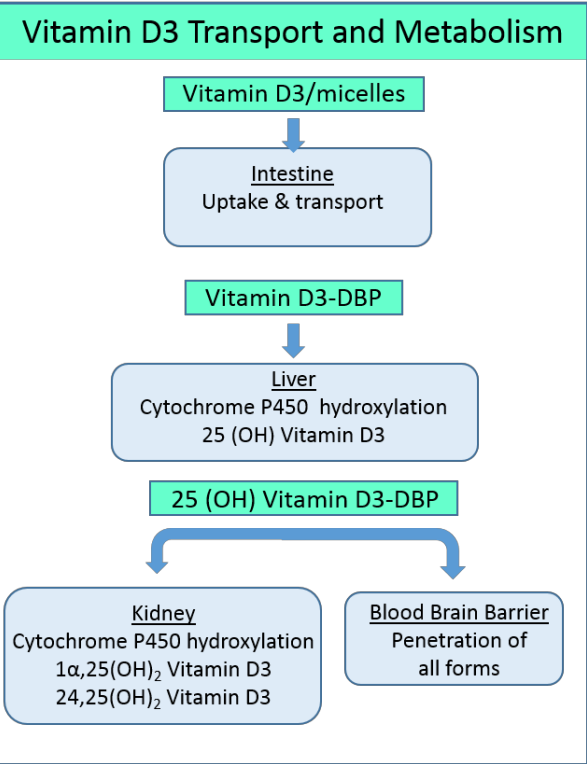 Vitamin D3 Transport and Metabolism
Vitamin D3/micelles
Intestine
Uptake & transport
Vitamin D3-DBP
Liver
Cytochrome P450 hydroxylation
25 (OH) Vitamin D3
25 (OH) Vitamin D3-DBP
Kidney
Cytochrome P450 hydroxylation
1α,25(OH)₂ Vitamin D3
24,25(OH)₂ Vitamin D3
Blood Brain Barrier
Penetration of
all forms